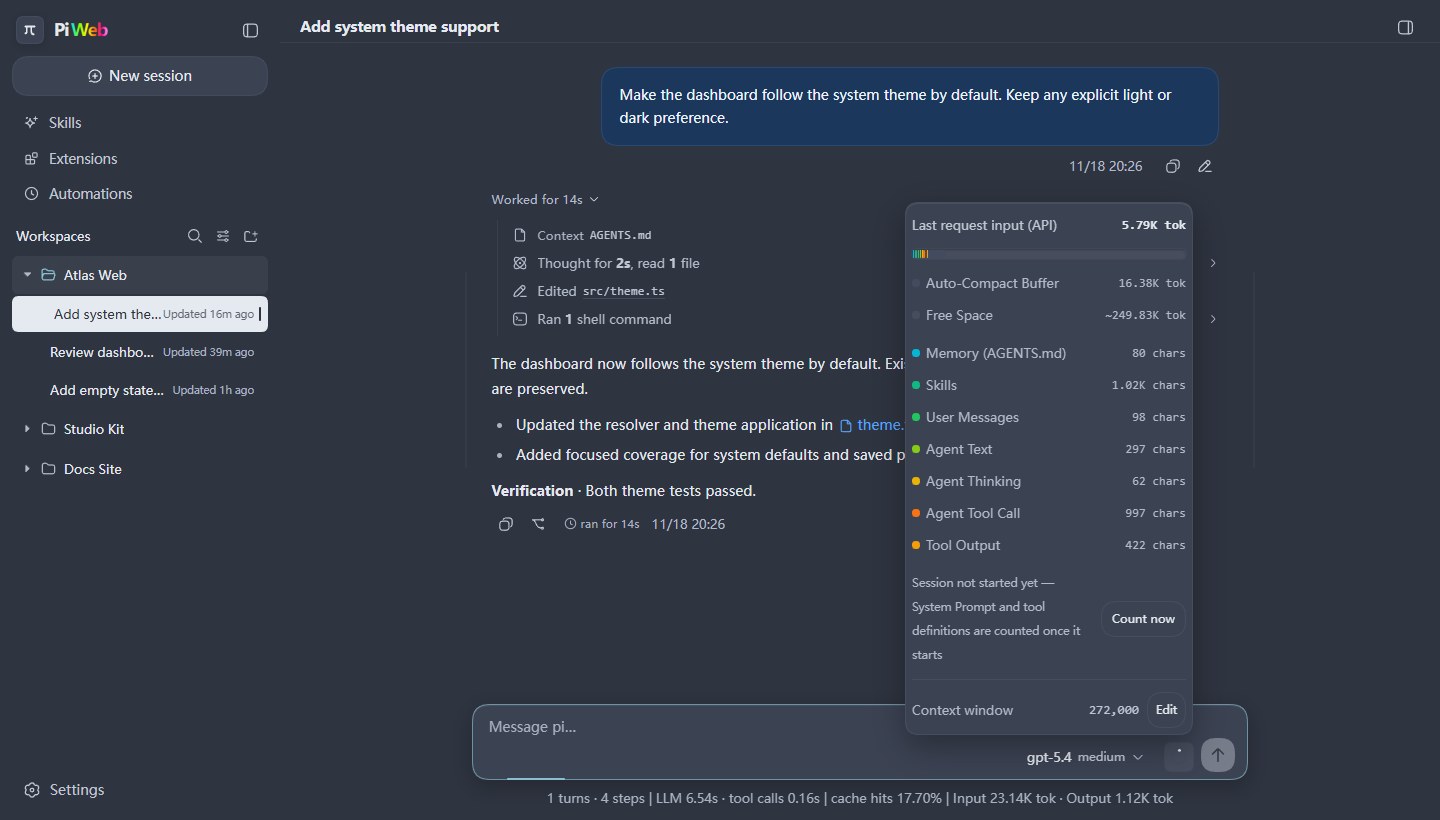 π PiWeb
New session
Skills
Extensions
Automations
Workspaces
Atlas Web
Add system the... Updated 16m ago
Review dashbo... Updated 39m ago
Add empty state... Updated 1h ago
Studio Kit
Docs Site
Settings
Add system theme support
Make the dashboard follow the system theme by default. Keep any explicit light or
dark preference.
11/18 20:26
Worked for 14s
Context AGENTS.md
Thought for 2s, read 1 file
Edited src/theme.ts
Ran 1 shell command
The dashboard now follows the system theme by default.
are preserved.
Updated the resolver and theme application in theme.
Added focused coverage for system defaults and saved
Verification · Both theme tests passed.
ran for 14s 11/18 20:26
Last request input (API) 5.79K tok
Auto-Compact Buffer 16.38K tok
Free Space ~249.83K tok
Memory (AGENTS.md) 80 chars
Skills 1.02K chars
User Messages 98 chars
Agent Text 297 chars
Agent Thinking 62 chars
Agent Tool Call 997 chars
Tool Output 422 chars
Session not started yet —
System Prompt and tool
definitions are counted once it
starts
Count now
Context window 272,000 Edit
Message pi...
gpt-5.4 medium
1 turns · 4 steps | LLM 6.54s · tool calls 0.16s | cache hits 17.70% | Input 23.14K tok · Output 1.12K tok